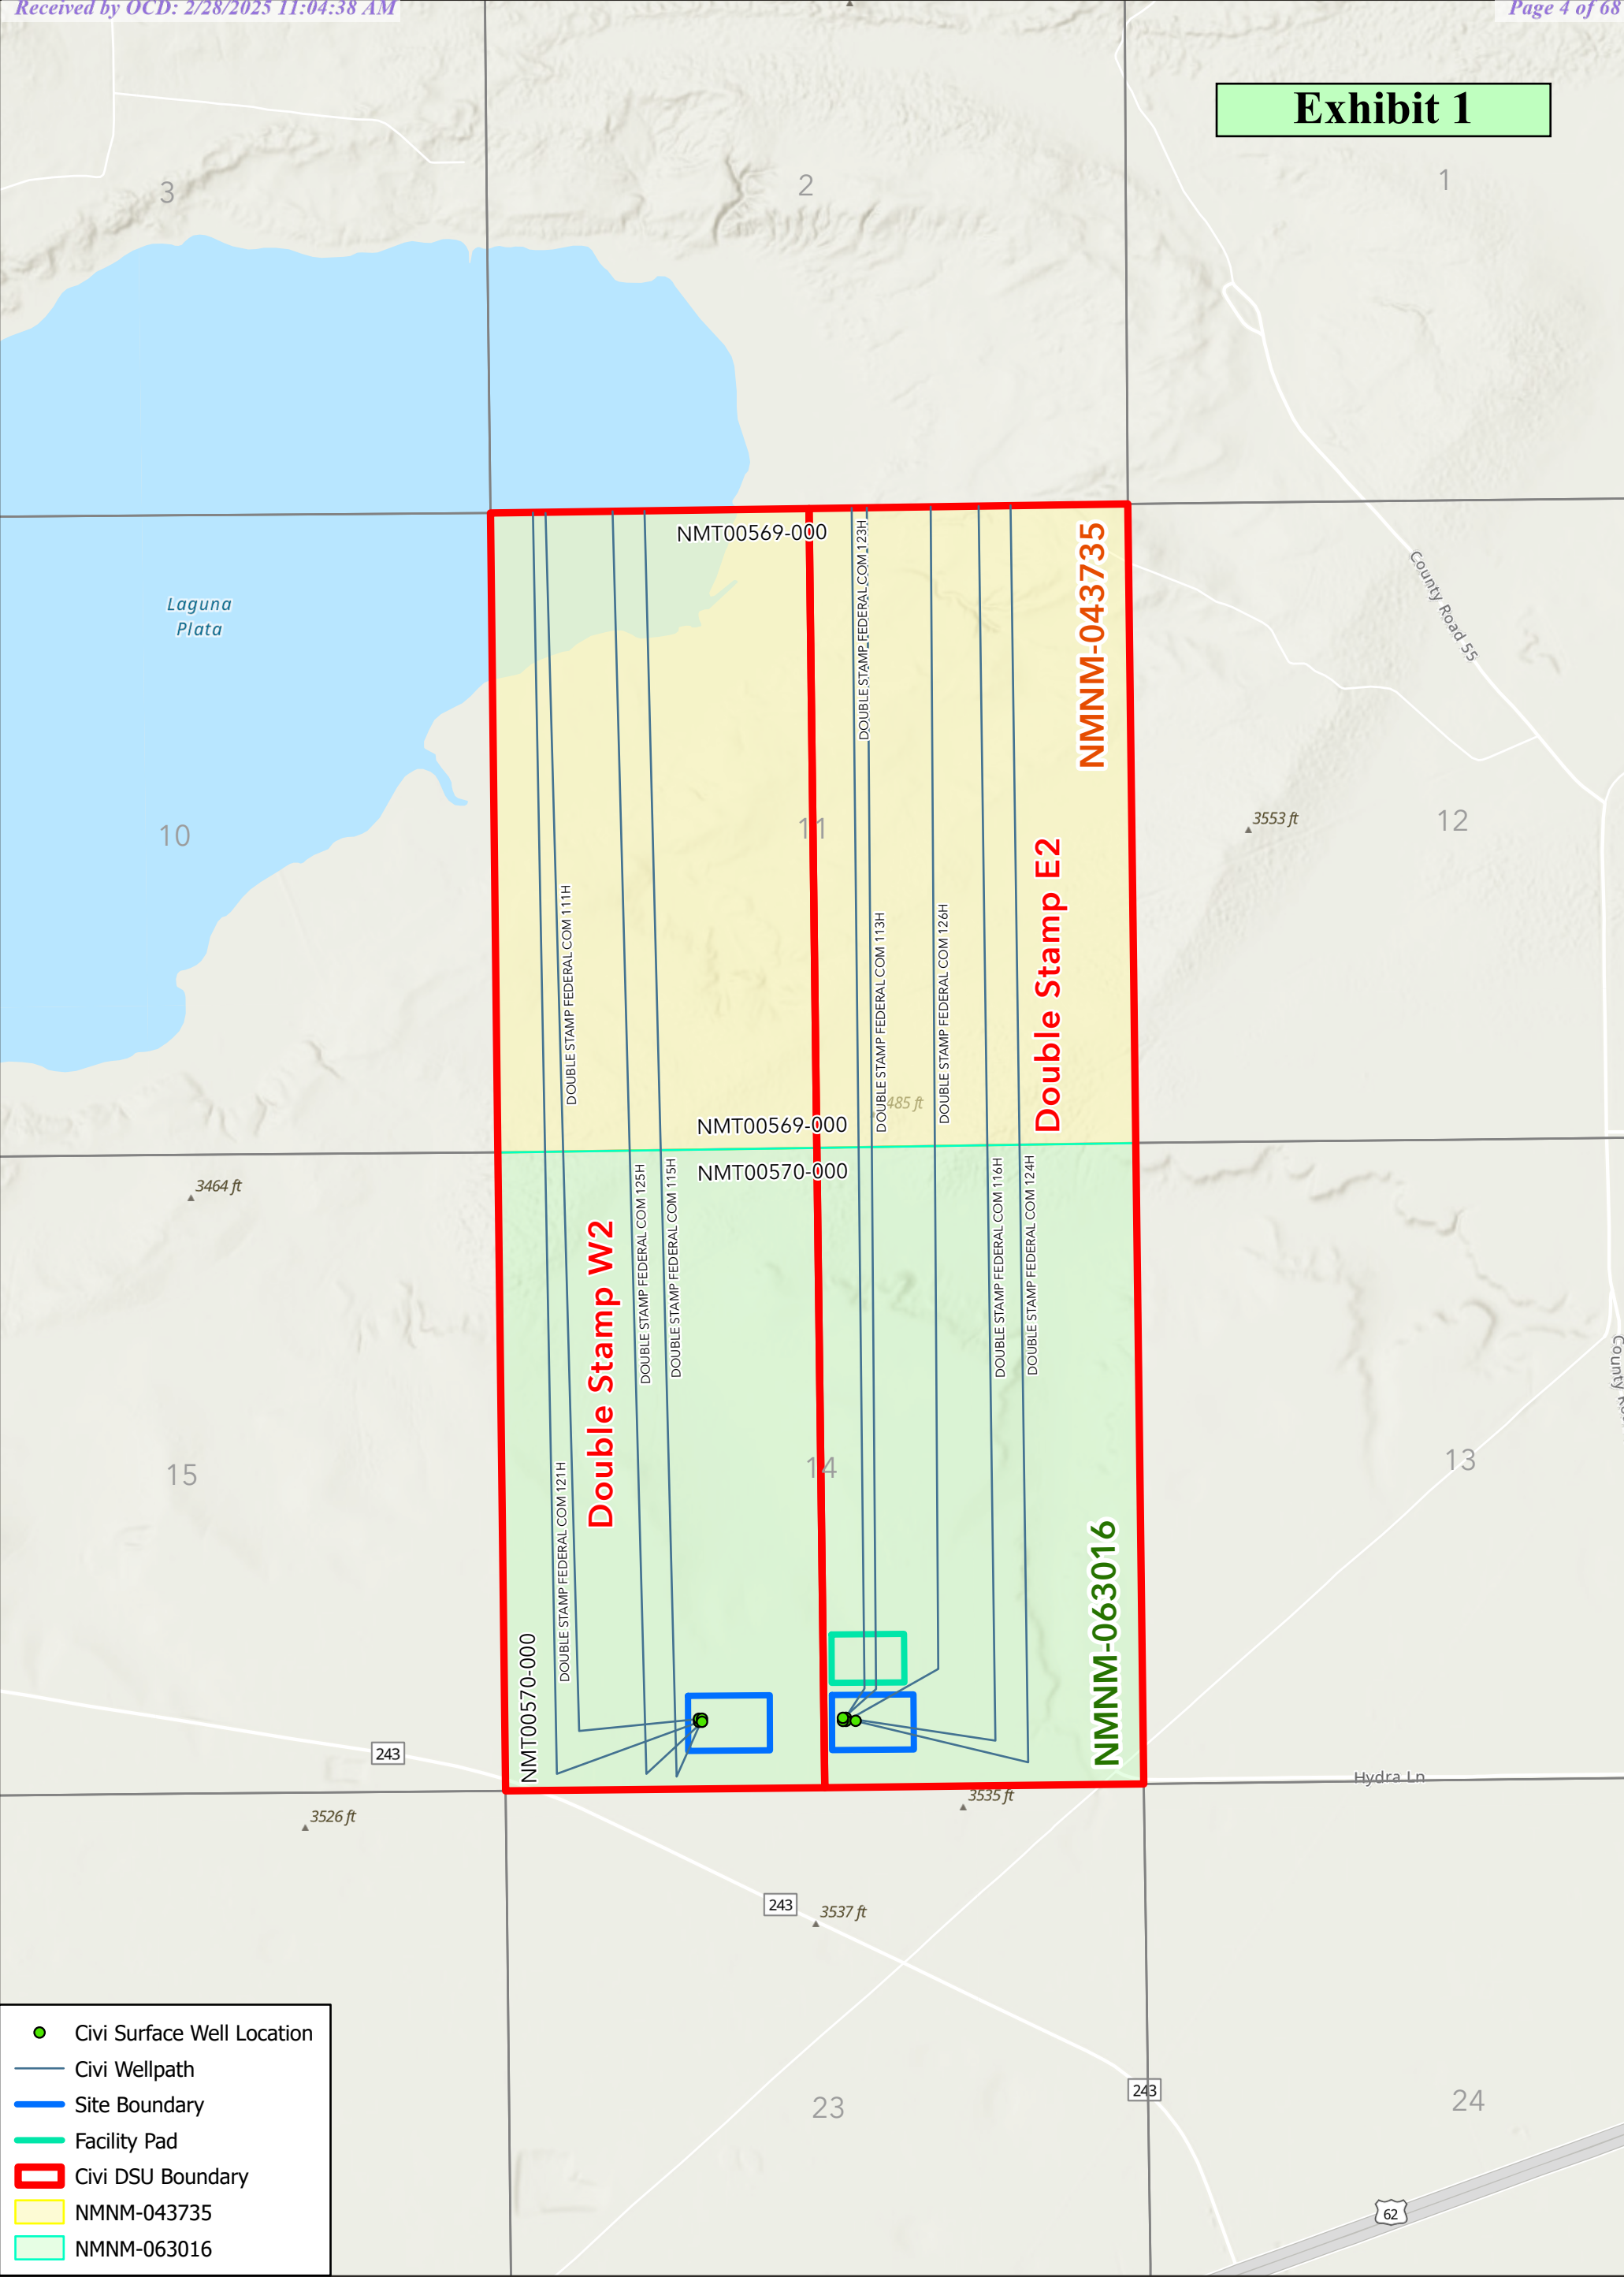 Received by OCD: 2/28/2025 11:04:38 AM
Page 4 of 68
Exhibit 1
3
2
1
Laguna
Plata
NMT00569-000
DOUBLE STAMP FEDERAL COM 123H
NMNM-043735
County Road 55
10
11
12
3553 ft
DOUBLE STAMP FEDERAL COM 111H
DOUBLE STAMP FEDERAL COM 113H
DOUBLE STAMP FEDERAL COM 126H
Double Stamp E2
485 ft
NMT00569-000
NMT00570-000
3464 ft
Double Stamp W2
DOUBLE STAMP FEDERAL COM 125H
DOUBLE STAMP FEDERAL COM 115H
DOUBLE STAMP FEDERAL COM 116H
DOUBLE STAMP FEDERAL COM 124H
15
14
13
DOUBLE STAMP FEDERAL COM 121H
NMT00570-000
NMNM-063016
243
Hydra Ln
3526 ft
3535 ft
243
3537 ft
243
23
24
62
Civi Surface Well Location
Civi Wellpath
Site Boundary
Facility Pad
Civi DSU Boundary
NMNM-043735
NMNM-063016